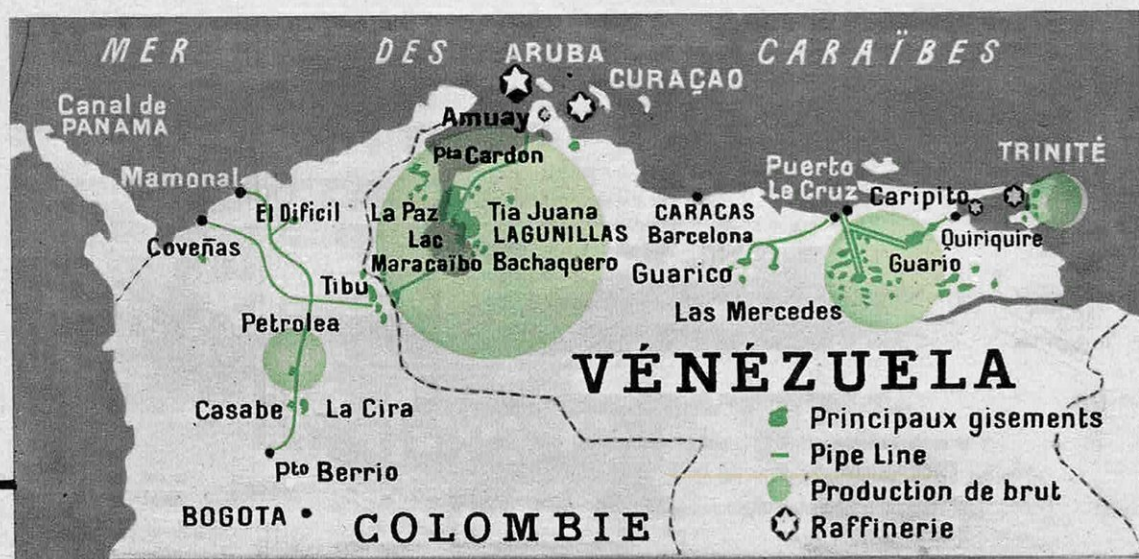 MER DES CARAÏBES
ARUBA
CURAÇAO
Canal de
PANAMA
Amuay
Pta Cardon
TRINITÉ
Mamonal
Puerto
Le Cruz
Caripito
El Dificil
La Paz
Tia Juana
CARACAS
Coveñas
Lac
LAGUNILLAS
Barcelona
Quiriquire
Maracaïbo
Bachaquero
Guarico
Guario
Tibu
Las Mercedes
Petrolea
VÉNÉZUELA
Casabe
La Cira
Principaux gisements
Pipe Line
Pto Berrio
Production de brut
BOGOTA
COLOMBIE
Raffinerie